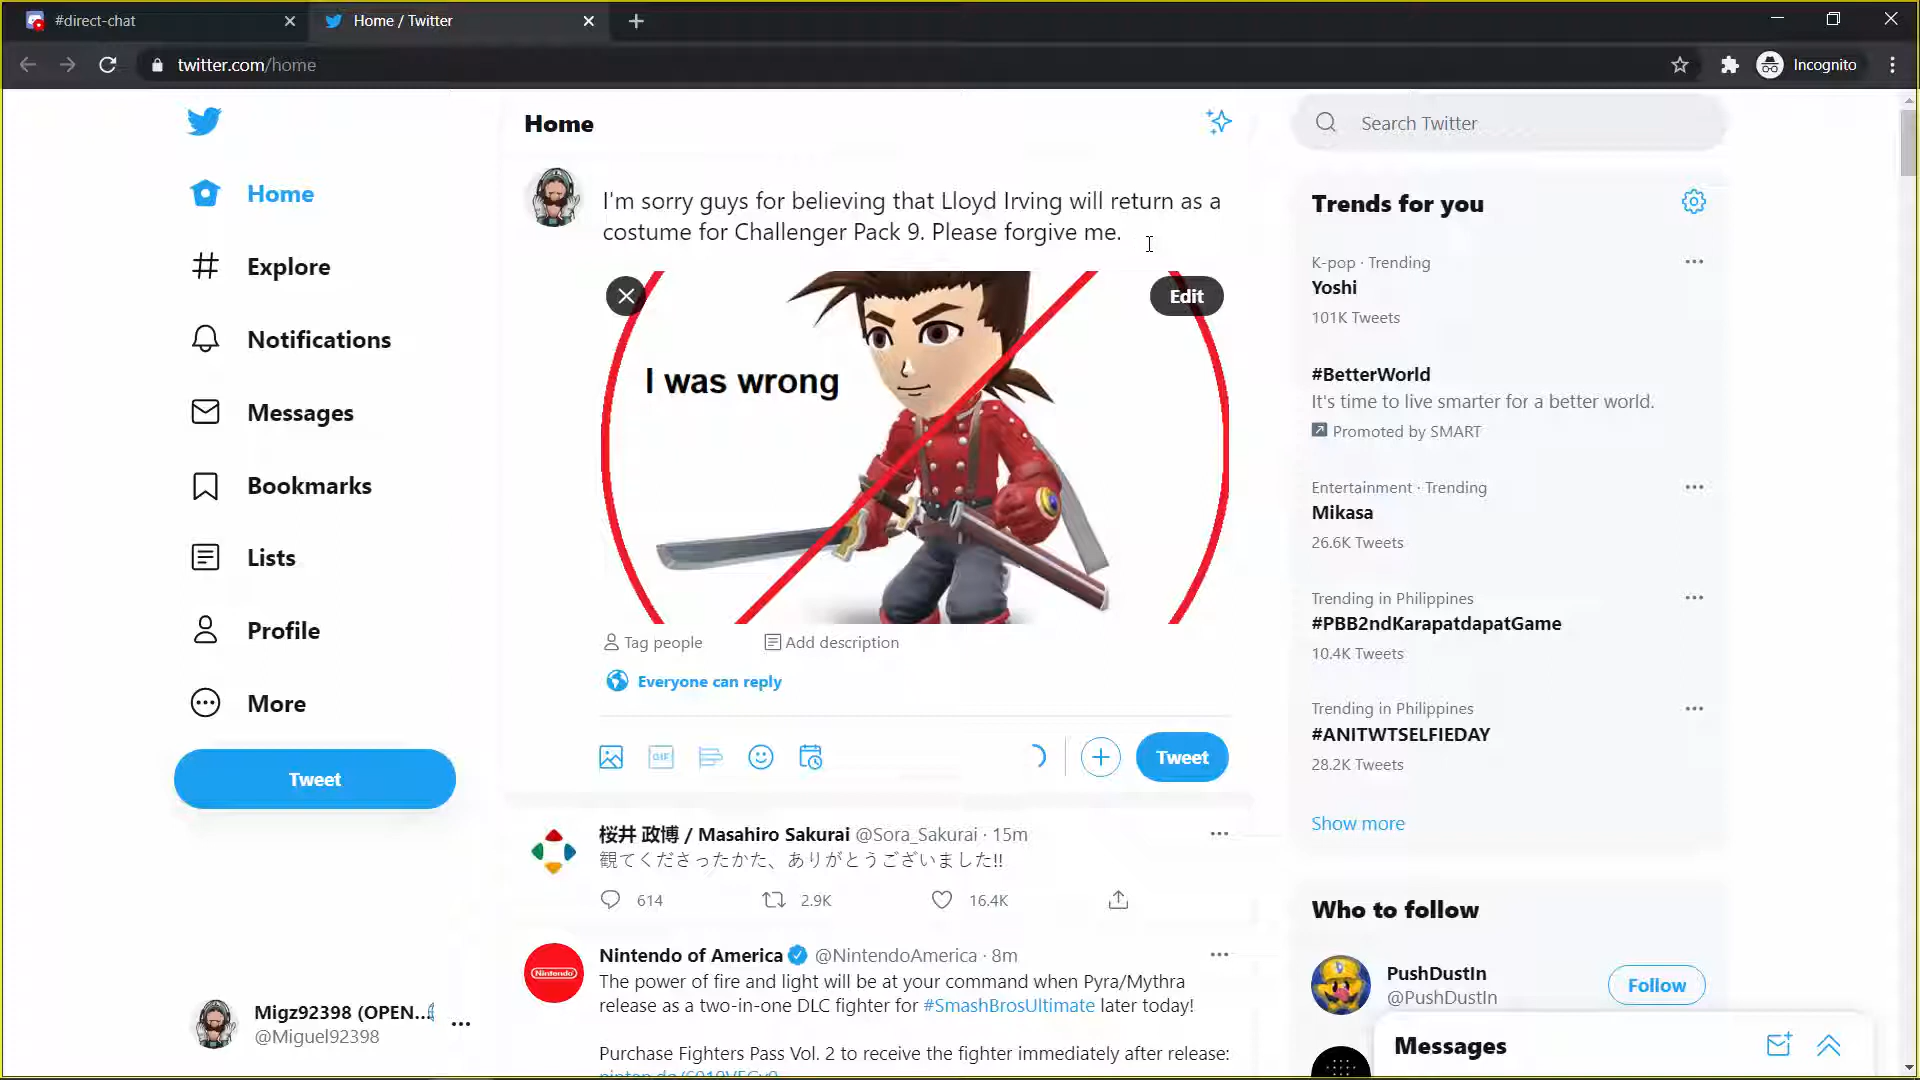 #direct-chat
Home / Twitter
twitter.com/home
Incognito
Home
Explore
Notifications
Messages
Bookmarks
Lists
Profile
More
Tweet
Migz92398 (OPEN...
@Miguel92398
Home
I'm sorry guys for believing that Lloyd Irving will return as a
costume for Challenger Pack 9. Please forgive me.
Edit
I was wrong
Tag people
Add description
Everyone can reply
GIF
Tweet
桜井 政博 / Masahiro Sakurai @Sora_Sakurai · 15m
観てくださったかた、ありがとうございました!!
614
2.9K
16.4K
Nintendo
Nintendo of America @NintendoAmerica · 8m
The power of fire and light will be at your command when Pyra/Mythra
release as a two-in-one DLC fighter for #SmashBrosUltimate later today!
Purchase Fighters Pass Vol. 2 to receive the fighter immediately after release:
Search Twitter
Trends for you
K-pop · Trending
Yoshi
101K Tweets
#BetterWorld
It's time to live smarter for a better world.
Promoted by SMART
Entertainment · Trending
Mikasa
26.6K Tweets
Trending in Philippines
#PBB2ndKarapatdapatGame
10.4K Tweets
Trending in Philippines
#ANITWTSELFIEDAY
28.2K Tweets
Show more
Who to follow
PushDustIn
@PushDustIn
Follow
Messages